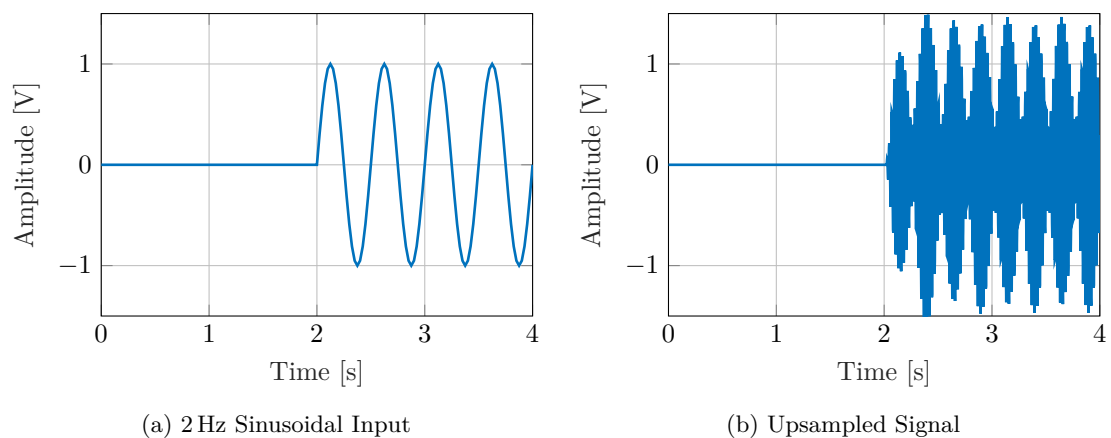 1
0
−1
Amplitude [V]
0 1 2 3 4
Time [s]
(a) 2 Hz Sinusoidal Input
1
0
−1
Amplitude [V]
0 1 2 3 4
Time [s]
(b) Upsampled Signal